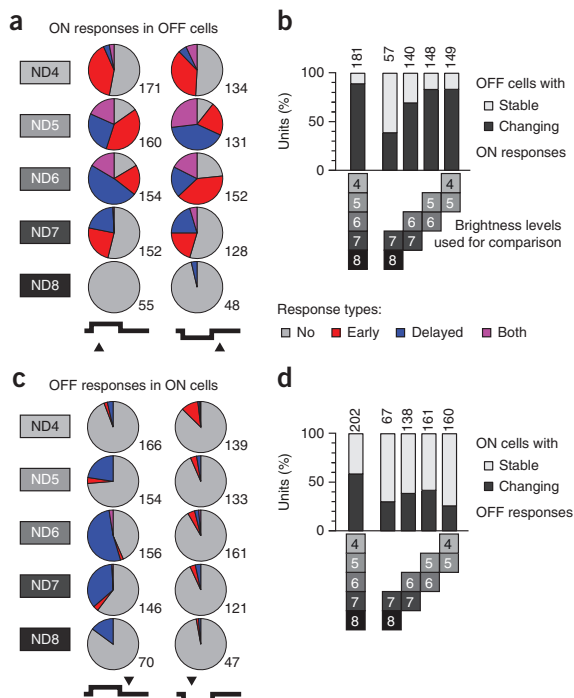 a
ON responses in OFF cells
ND4
171
134
ND5
160
131
ND6
154
152
ND7
152
128
ND8
55
48
b
181
57
140
148
149
100
50
0
Units (%)
OFF cells with
Stable
Changing
ON responses
4
5
6
7
8
7
8
6
7
5
6
4
5
Brightness levels
used for comparison
Response types:
No
Early
Delayed
Both
c
OFF responses in ON cells
ND4
166
139
ND5
154
133
ND6
156
161
ND7
146
121
ND8
70
47
d
202
67
138
161
160
100
50
0
Units (%)
ON cells with
Stable
Changing
OFF responses
4
5
6
7
8
7
8
6
7
5
6
4
5